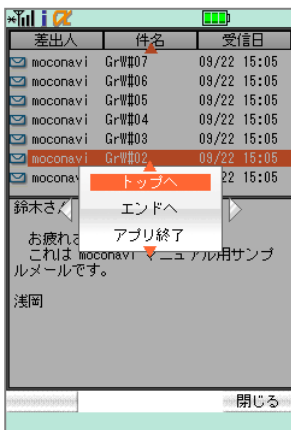 差出人 件名 受信日
moconavi GrW#07 09/22 15:05
moconavi GrW#06 09/22 15:05
moconavi GrW#05 09/22 15:05
moconavi GrW#04 09/22 15:05
moconavi GrW#03 09/22 15:05
moconavi GrW#02 09/22 15:05
moconav 22 15:05
トップへ
エンドへ
アプリ終了
鈴木さん
お疲れ
これは moconavi マニュアル用サンプ
ルメールです。
浅岡
閉じる